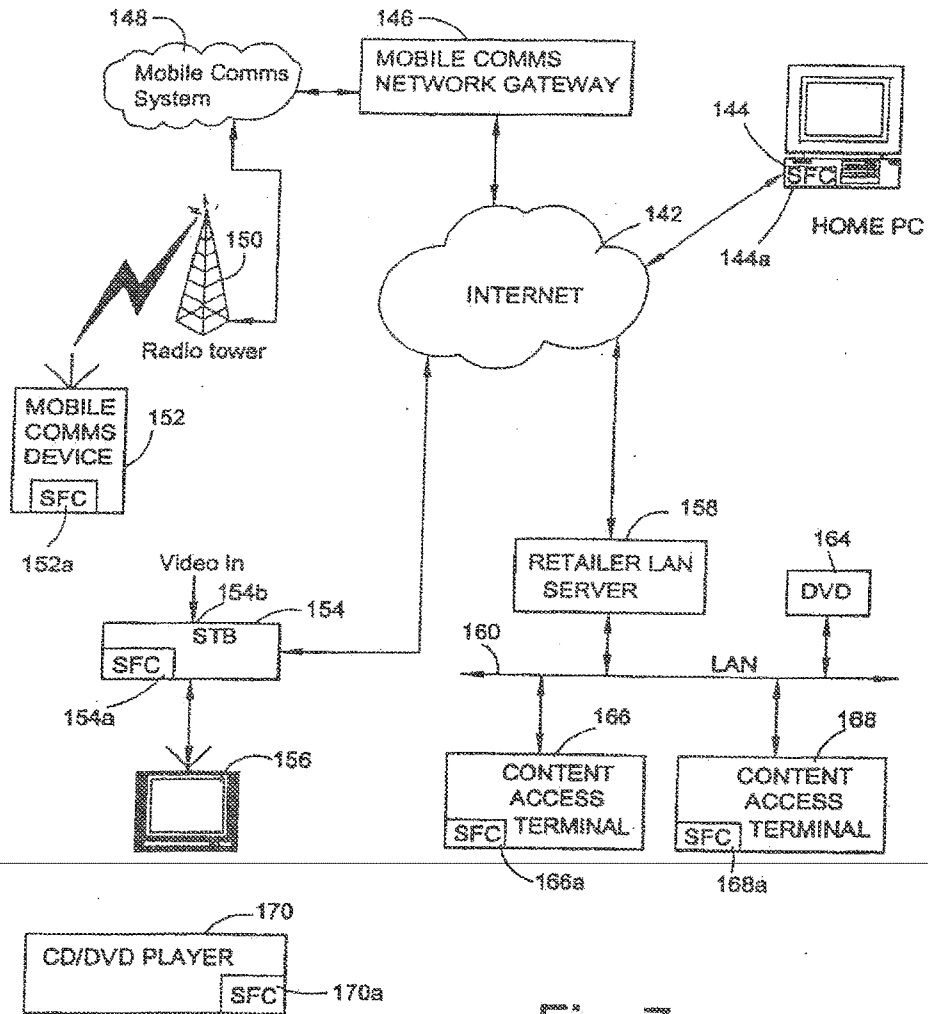 148
146
Mobile Comms
System
MOBILE COMMS
NETWORK GATEWAY
144
SFC
HOME PC
144a
142
INTERNET
150
Radio tower
MOBILE
COMMS
DEVICE
SFC
152
152a
Video In
154b
154
STB
SFC
154a
156
158
RETAILER LAN
SERVER
164
DVD
160
LAN
166
CONTENT
ACCESS
TERMINAL
SFC
166a
168
CONTENT
ACCESS
TERMINAL
SFC
168a
170
CD/DVD PLAYER
SFC
170a